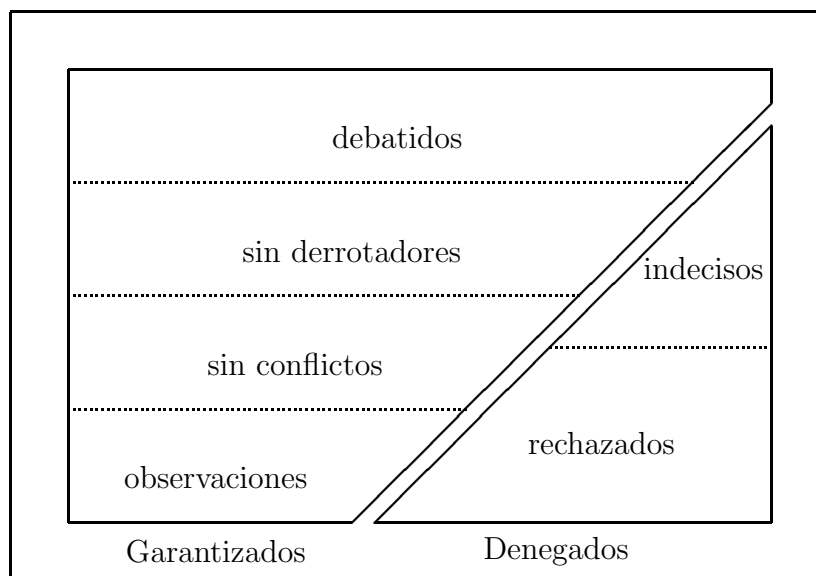 debatidos
sin derrotadores
indecisos
sin conflictos
rechazados
observaciones
Garantizados
Denegados